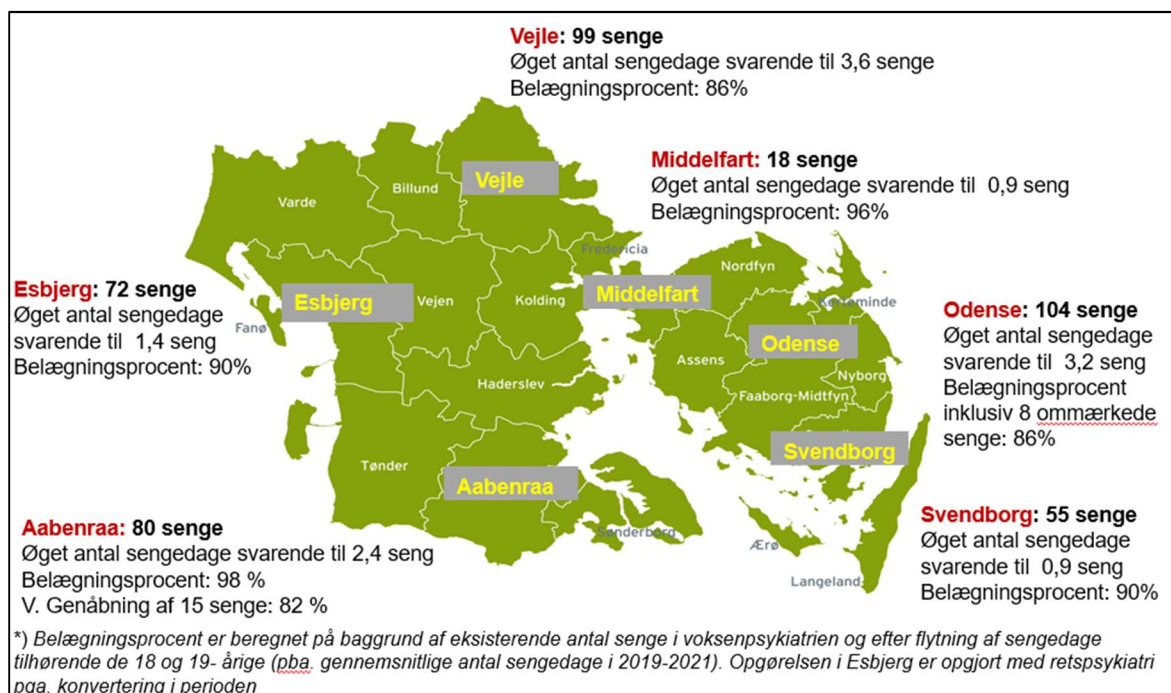 Vejle: 99 senge
Øget antal sengedage svarende til 3,6 senge
Belægningsprocent: 86%
Middelfart: 18 senge
Øget antal sengedage svarende til 0,9 seng
Belægningsprocent: 96%
Esbjerg: 72 senge
Øget antal sengedage
svarende til 1,4 seng
Belægningsprocent: 90%
Odense: 104 senge
Øget antal sengedage
svarende til 3,2 seng
Belægningsprocent
inklusiv 8 ommærkede
senge: 86%
Aabenraa: 80 senge
Øget antal sengedage svarende til 2,4 seng
Belægningsprocent: 98 %
V. Genåbning af 15 senge: 82 %
Svendborg: 55 senge
Øget antal sengedage
svarende til 0,9 seng
Belægningsprocent: 90%
Vejle
Billund
Varde
Fredericia
Nordfyn
Middelfart
Kerteminde
Esbjerg
Vejen
Kolding
Fanø
Odense
Assens
Nyborg
Haderslev
Faaborg-Midtfyn
Svendborg
Tønder
Aabenraa
Sønderborg
Ærø
Langeland
*) Belægningsprocent er beregnet på baggrund af eksisterende antal senge i voksenpsykiatrien og efter flytning af sengedage
tilhørende de 18 og 19- årige (pba. gennemsnitlige antal sengedage i 2019-2021). Opgørelsen i Esbjerg er opgjort med retspsykiatri
pga. konvertering i perioden